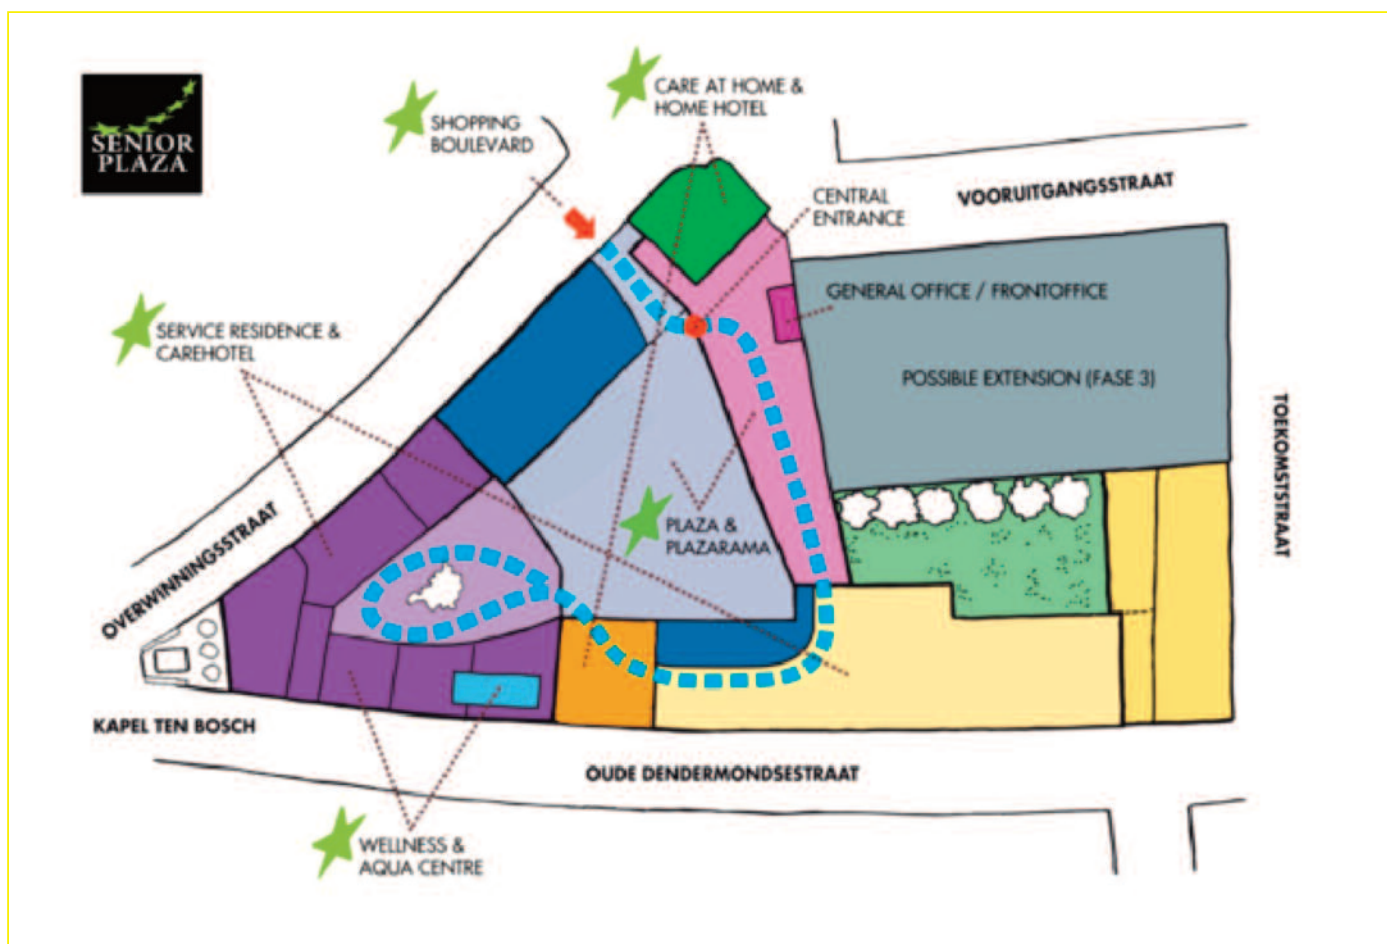 SENIOR
PLAZA
SHOPPING
BOULEVARD
CARE AT HOME &
HOME HOTEL
CENTRAL
ENTRANCE
VOORUITGANGSSTRAAT
GENERAL OFFICE / FRONTOFFICE
SERVICE RESIDENCE &
CAREHOTEL
POSSIBLE EXTENSION (FASE 3)
TOEKOMSTSTRAAT
PLAZA &
PLAZARAMA
OVERWINNINGSSTRAAT
KAPEL TEN BOSCH
OUDE DENDERMONDSESTRAAT
WELLNESS &
AQUA CENTRE